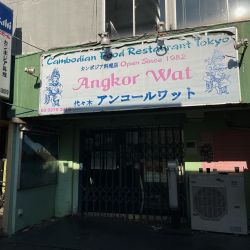 Cambodian Food Restaurant Tokyo
カンボジア料理店 Open Since 1982
Angkor Wat
代々木 アンコールワット